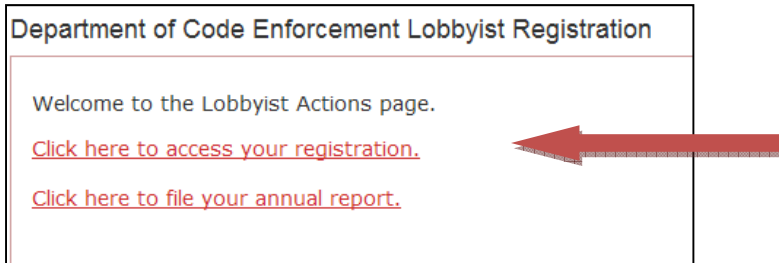 Department of Code Enforcement Lobbyist Registration
Welcome to the Lobbyist Actions page.
Click here to access your registration.
Click here to file your annual report.